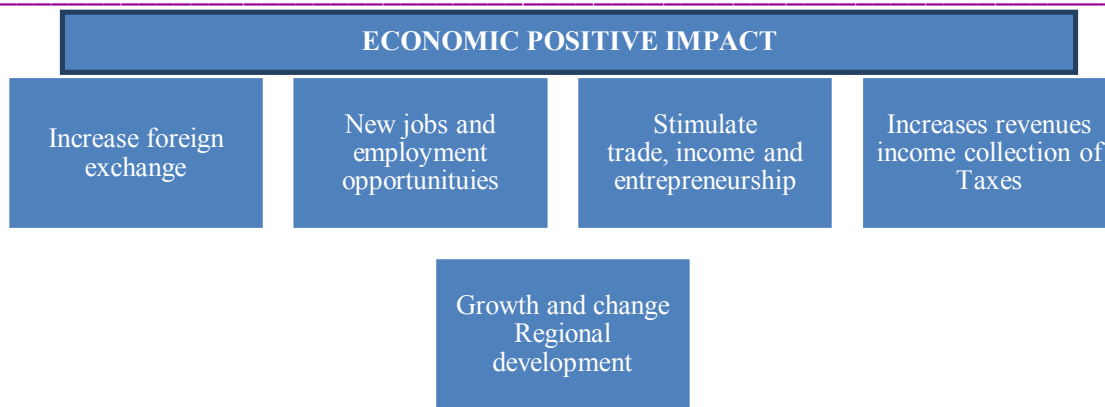 ECONOMIC POSITIVE IMPACT
Increase foreign
exchange
New jobs and
employment
opportunituies
Stimulate
trade, income and
entrepreneurship
Increases revenues
income collection of
Taxes
Growth and change
Regional
development